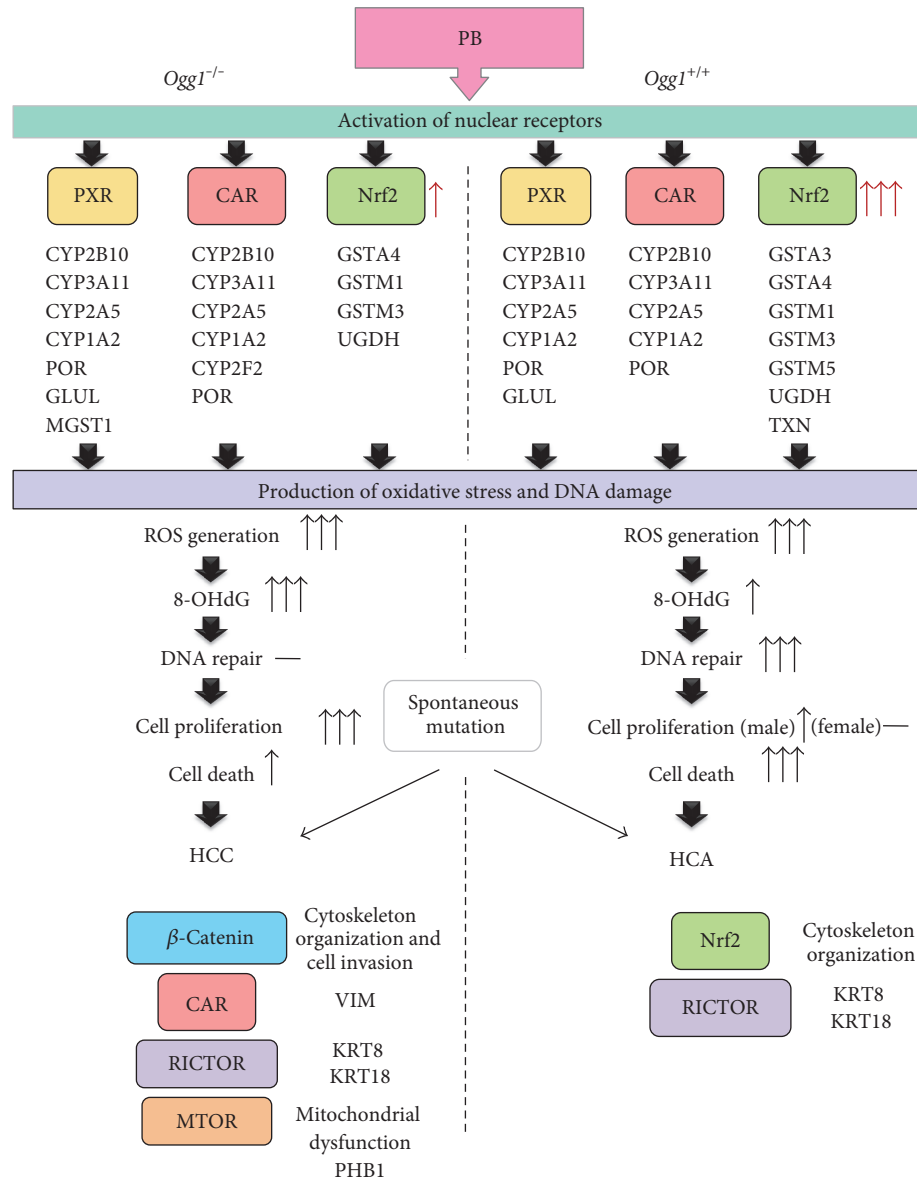 PB
Ogg1-/-
Ogg1+/+
Activation of nuclear receptors
PXR
CAR
Nrf2
PXR
CAR
Nrf2
CYP2B10
CYP3A11
CYP2A5
CYP1A2
POR
GLUL
MGST1
CYP2B10
CYP3A11
CYP2A5
CYP1A2
CYP2F2
POR
GSTA4
GSTM1
GSTM3
UGDH
CYP2B10
CYP3A11
CYP2A5
CYP1A2
POR
GLUL
CYP2B10
CYP3A11
CYP2A5
CYP1A2
POR
GSTA3
GSTA4
GSTM1
GSTM3
GSTM5
UGDH
TXN
Production of oxidative stress and DNA damage
ROS generation
8-OHdG
DNA repair —
Cell proliferation
Cell death
HCC
Spontaneous
mutation
ROS generation
8-OHdG
DNA repair
Cell proliferation (male) (female) —
Cell death
HCA
β-Catenin
Cytoskeleton
organization and
cell invasion
CAR
VIM
RICTOR
KRT8
KRT18
MTOR
Mitochondrial
dysfunction
PHB1
Nrf2
Cytoskeleton
organization
RICTOR
KRT8
KRT18